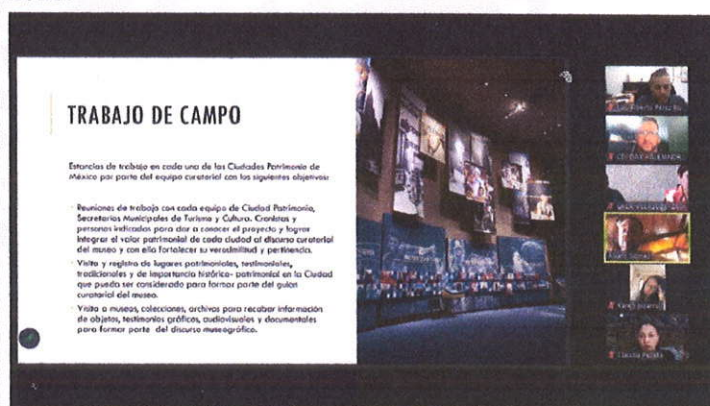 TRABAJO DE CAMPO
Estancias de trabajo en cada una de las Ciudades Patrimonio de
México por parte del equipo curatorial con los siguientes objetivos:
Reuniones de trabajo con cada equipo de Ciudad Patrimonio,
Secretarios Municipales de Turismo y Cultura. Cronistas y
personas indicadas para dar a conocer el proyecto y lograr
integrar el valor patrimonial de cada ciudad al discurso curatorial
del museo y con ello fortalecer su verosimilitud y pertinencia.
Visita y registro de lugares patrimoniales, testimoniales,
tradicionales y de importancia histórico- patrimonial en la Ciudad
que pueda ser considerado para formar parte del guion
curatorial del museo.
Visita a museos, colecciones, archivos para recabar información
de objetos, testimonios gráficos, audiovisuales y documentales
para formar parte del discurso museográfico.